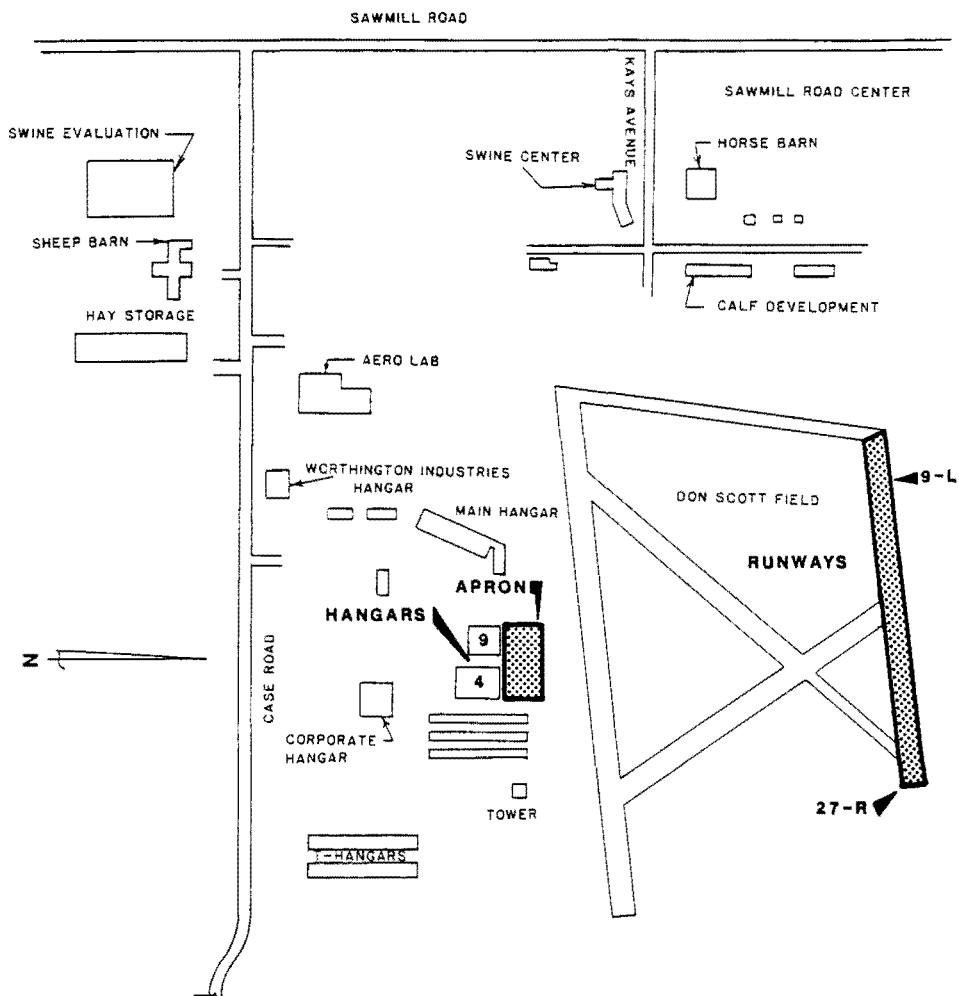 SAWMILL ROAD
KAYS AVENUE
SAWMILL ROAD CENTER
SWINE EVALUATION
SWINE CENTER
HORSE BARN
SHEEP BARN
HAY STORAGE
CALF DEVELOPMENT
AERO LAB
WORTHINGTON INDUSTRIES
HANGAR
MAIN HANGAR
DON SCOTT FIELD
9-L
RUNWAYS
APRON
HANGARS
9
4
N
CASE ROAD
CORPORATE
HANGAR
TOWER
27-R
T-HANGARS